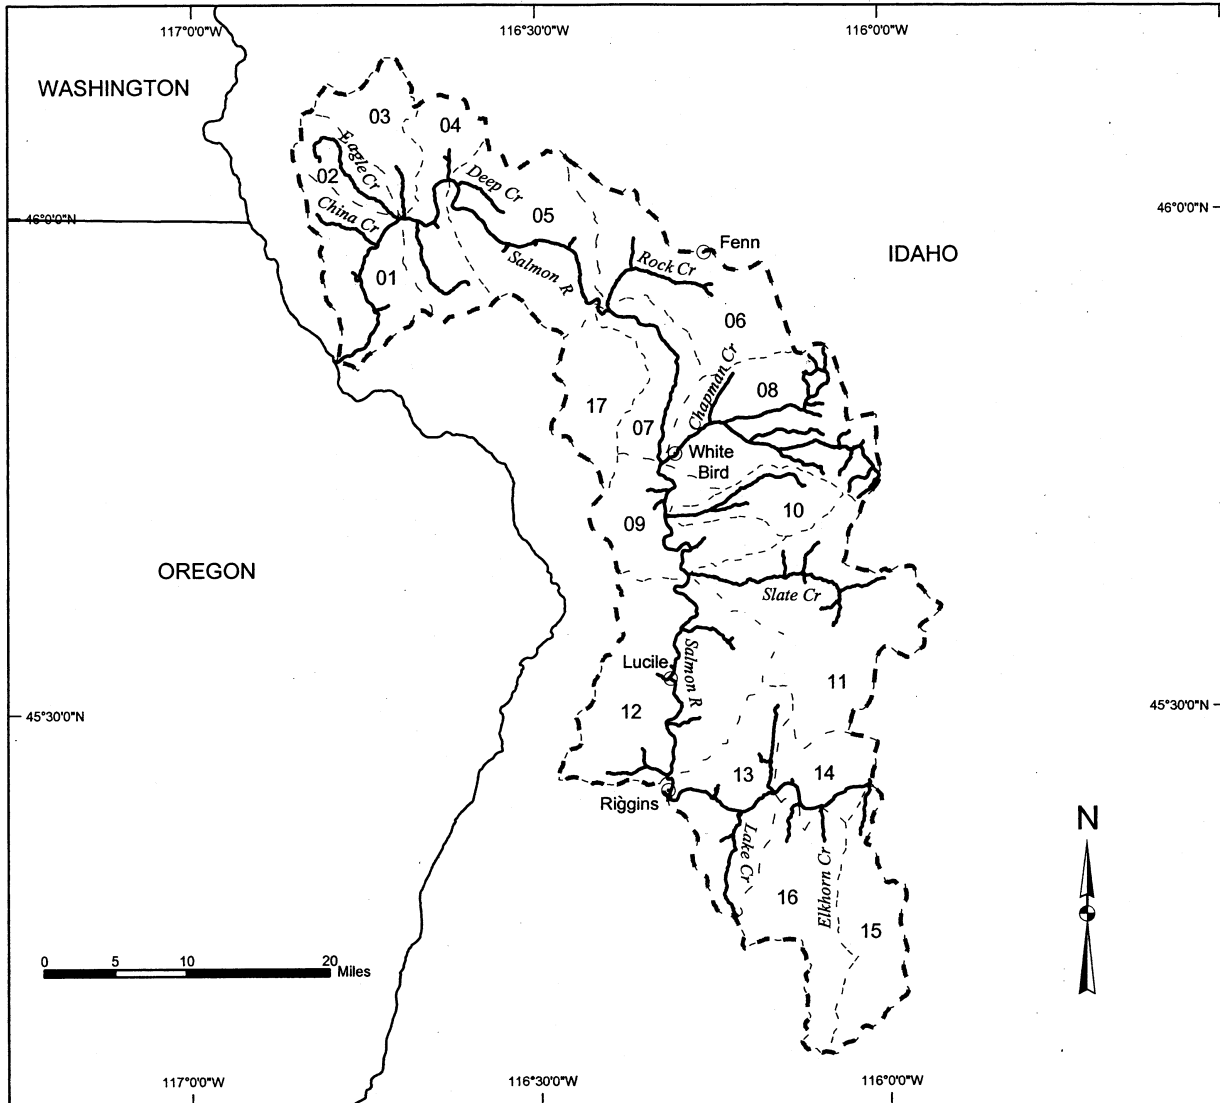 117°0'0"W
116°30'0"W
116°0'0"W
WASHINGTON
03
04
Eagle Cr
02
Deep Cr
China Cr
05
46°0'0"N
46°0'0"N
Fenn
IDAHO
Rock Cr
Salmon R
01
06
Chapman Cr
08
17
07
White
Bird
10
09
OREGON
Slate Cr
Lucile
Salmon R
11
12
45°30'0"N
45°30'0"N
13
14
Riggins
N
Lake Cr
Elkhorn Cr
16
15
0
5
10
20
Miles
117°0'0"W
116°30'0"W
116°0'0"W